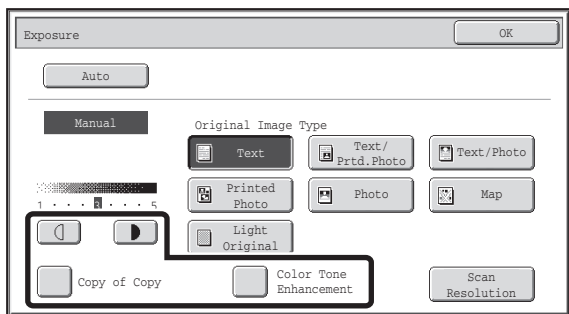 Exposure
OK
Auto
Manual
Original Image Type
Text
Text/
Prtd.Photo
Text/Photo
Printed
Photo
Photo
Map
1 · · · 3 · · · 5
Light
Original
Copy of Copy
Color Tone
Enhancement
Scan
Resolution